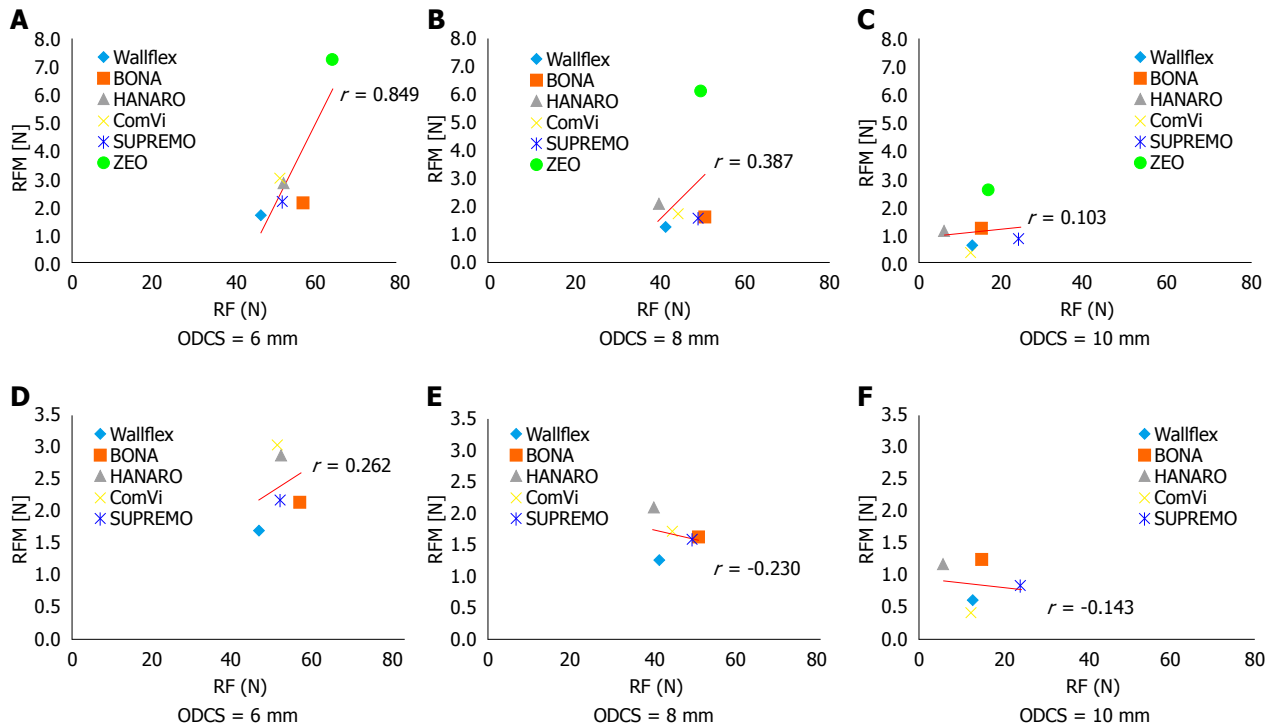 A
8.0
7.0
6.0
5.0
4.0
3.0
2.0
1.0
0.0
RFM [N]
Wallflex
BONA
HANARO
ComVi
SUPREMO
ZEO
r = 0.849
0 20 40 60 80
RF (N)
ODCS = 6 mm
B
8.0
7.0
6.0
5.0
4.0
3.0
2.0
1.0
0.0
RFM [N]
Wallflex
BONA
HANARO
ComVi
SUPREMO
ZEO
r = 0.387
0 20 40 60 80
RF (N)
ODCS = 8 mm
C
8.0
7.0
6.0
5.0
4.0
3.0
2.0
1.0
0.0
RFM [N]
Wallflex
BONA
HANARO
ComVi
SUPREMO
ZEO
r = 0.103
0 20 40 60 80
RF (N)
ODCS = 10 mm
D
3.5
3.0
2.5
2.0
1.5
1.0
0.5
0.0
RFM [N]
Wallflex
BONA
HANARO
ComVi
SUPREMO
r = 0.262
0 20 40 60 80
RF (N)
ODCS = 6 mm
E
3.5
3.0
2.5
2.0
1.5
1.0
0.5
0.0
RFM [N]
Wallflex
BONA
HANARO
ComVi
SUPREMO
r = -0.230
0 20 40 60 80
RF (N)
ODCS = 8 mm
F
3.5
3.0
2.5
2.0
1.5
1.0
0.5
0.0
RFM [N]
Wallflex
BONA
HANARO
ComVi
SUPREMO
r = -0.143
0 20 40 60 80
RF (N)
ODCS = 10 mm